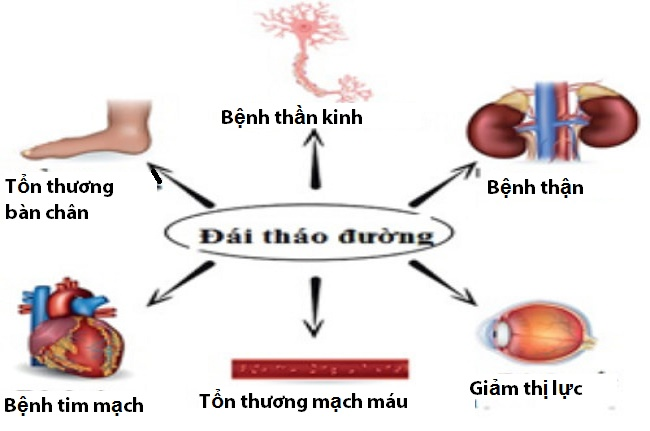 Bệnh thần kinh
Tổn thương
bàn chân
Bệnh thận
Đái tháo đường
Bệnh tim mạch
Tổn thương mạch máu
Giảm thị lực